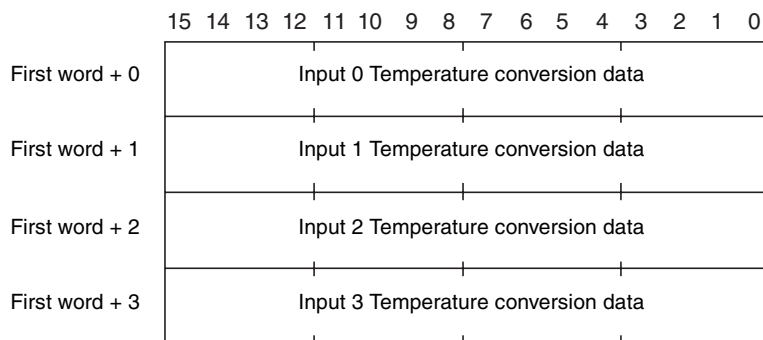 15 14 13 12 11 10 9 8 7 6 5 4 3 2 1 0
First word + 0 Input 0 Temperature conversion data
First word + 1 Input 1 Temperature conversion data
First word + 2 Input 2 Temperature conversion data
First word + 3 Input 3 Temperature conversion data